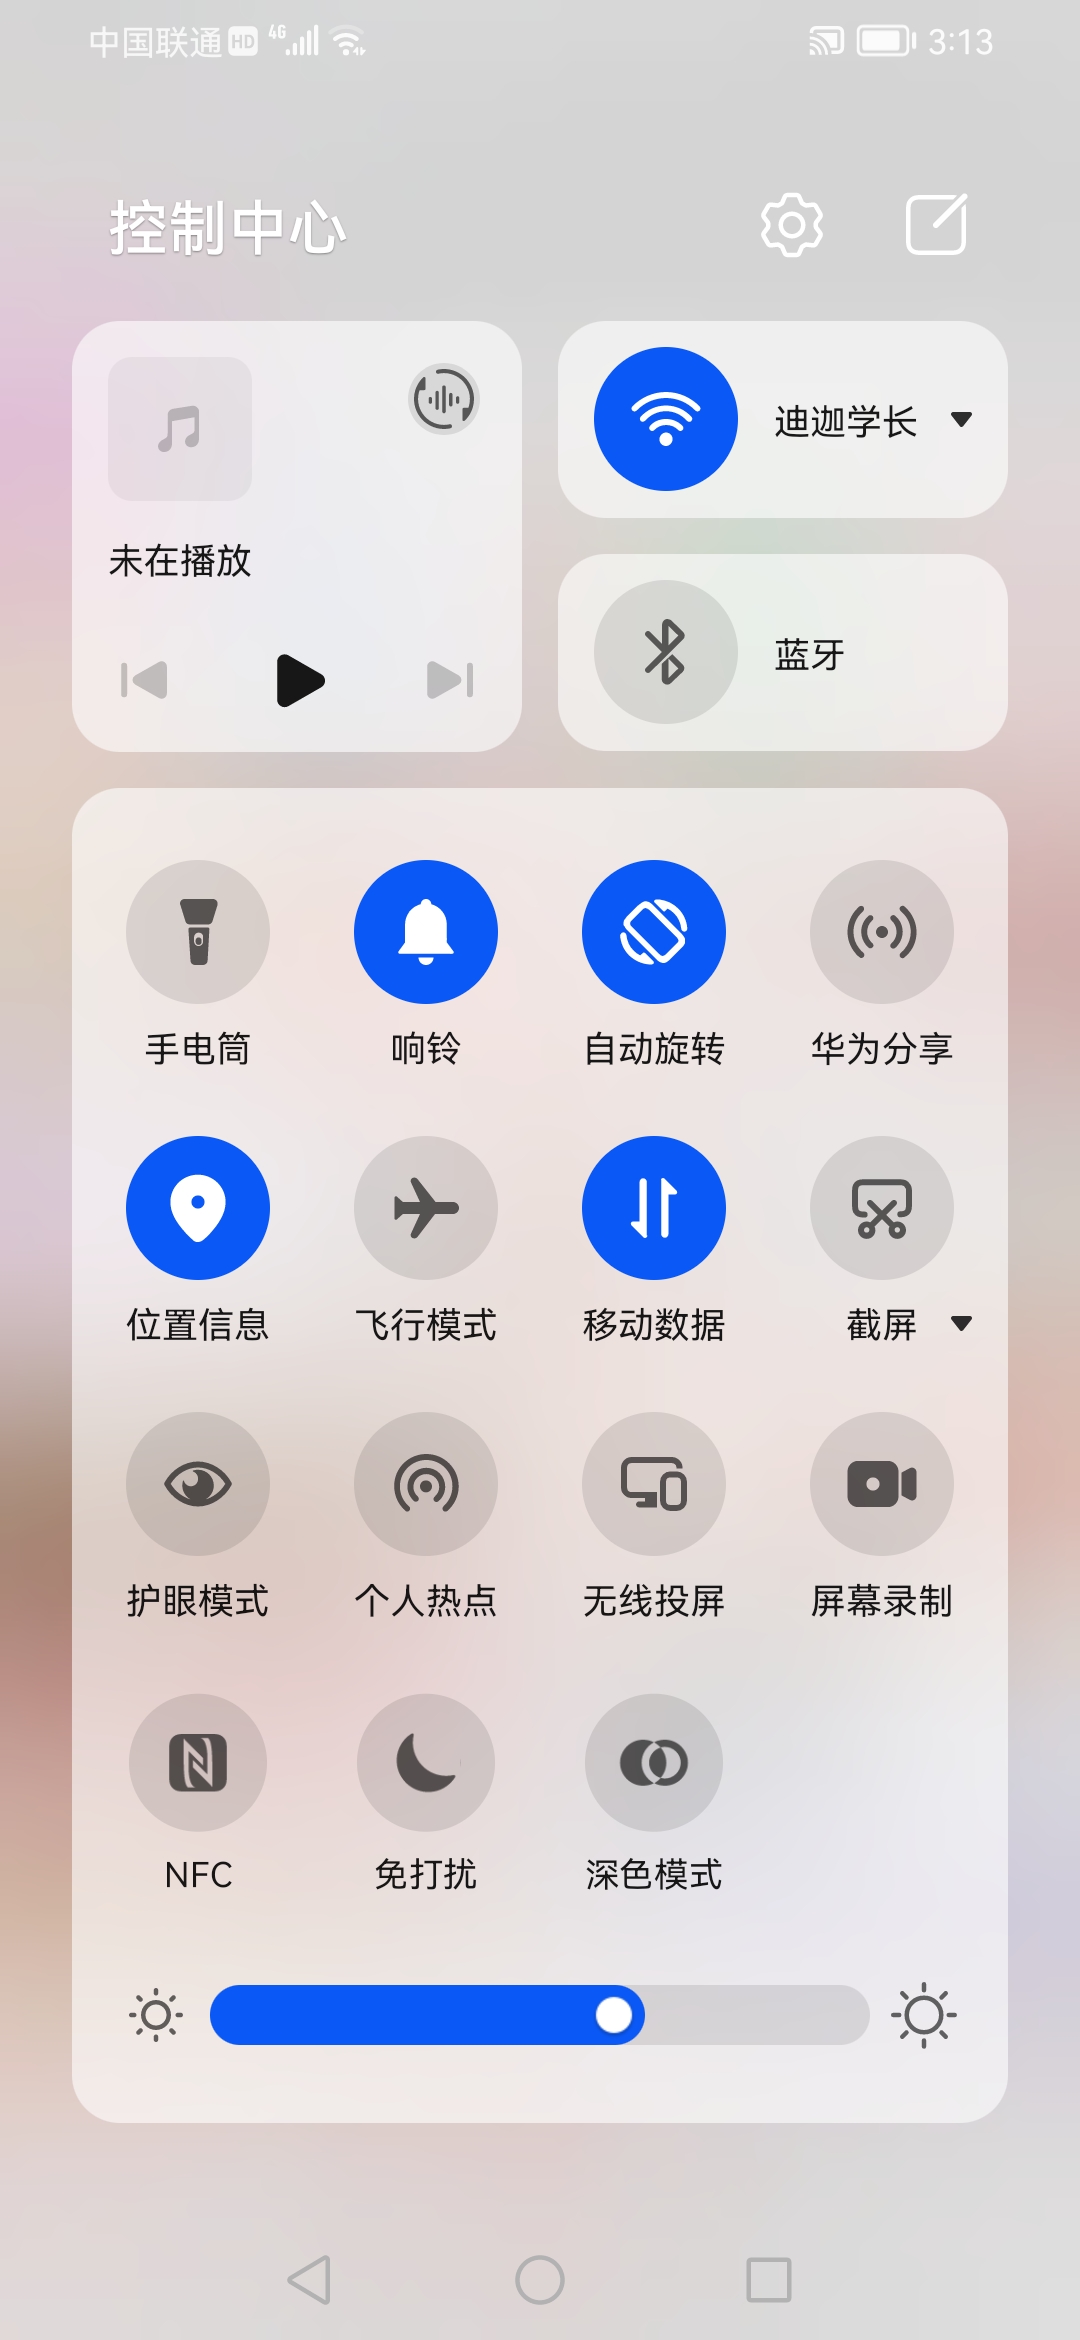 中国联通 HD 4G 3:13
控制中心
迪迦学长
未在播放
蓝牙
手电筒 响铃 自动旋转 华为分享
位置信息 飞行模式 移动数据 截屏
护眼模式 个人热点 无线投屏 屏幕录制
NFC 免打扰 深色模式